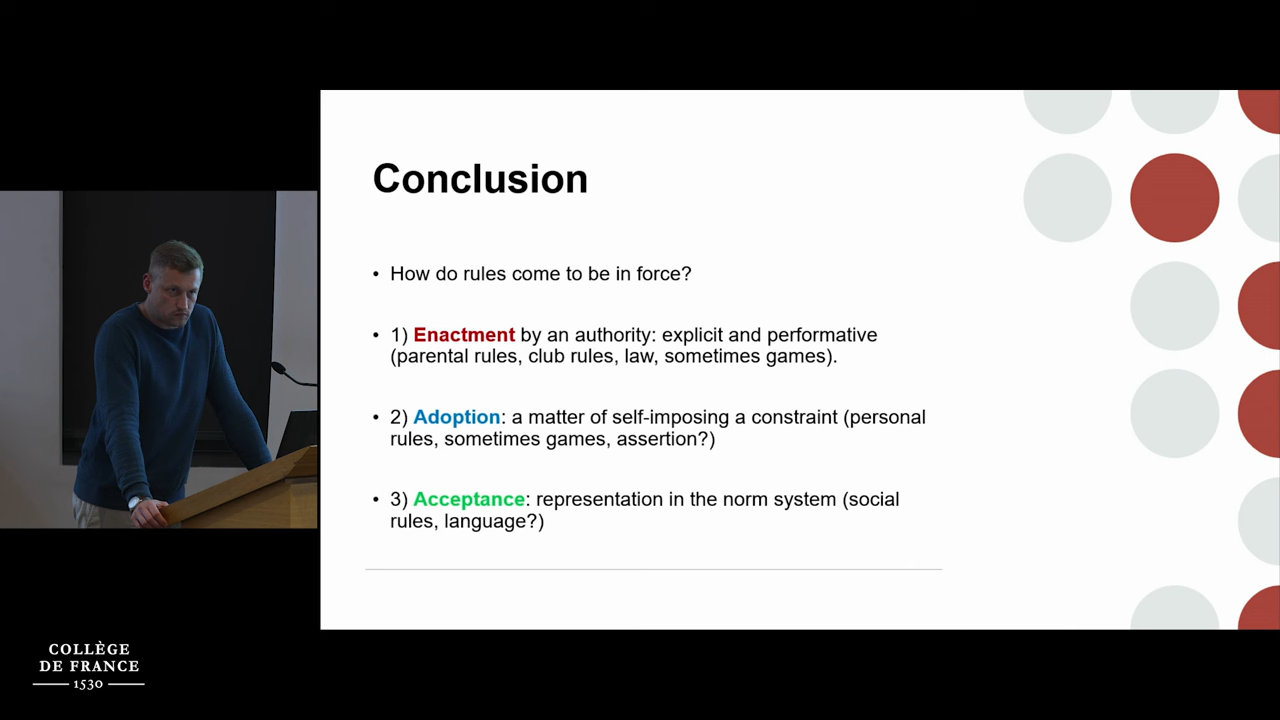 Conclusion
• How do rules come to be in force?
• 1) Enactment by an authority: explicit and performative
(parental rules, club rules, law, sometimes games).
• 2) Adoption: a matter of self-imposing a constraint (personal
rules, sometimes games, assertion?)
• 3) Acceptance: representation in the norm system (social
rules, language?)
COLLÈGE
DE FRANCE
1530